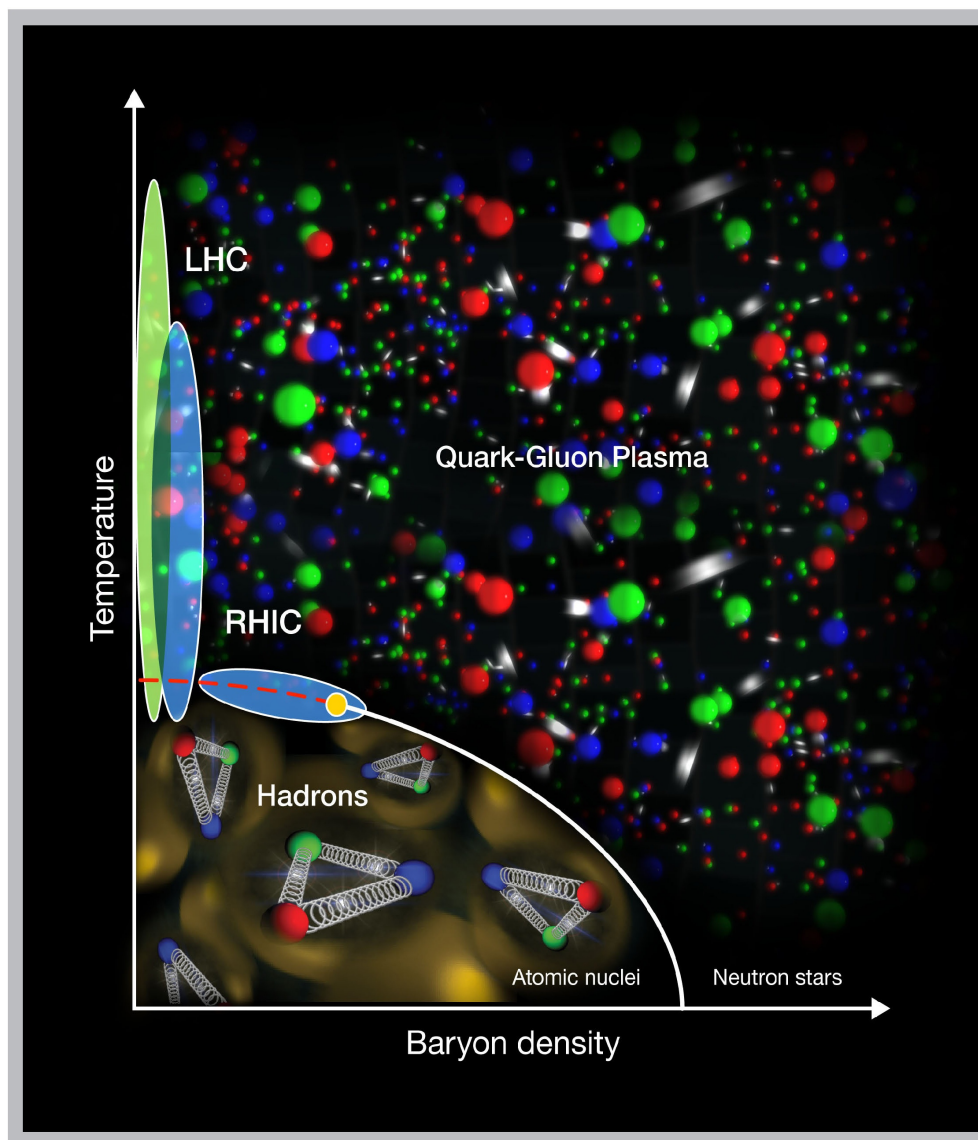 LHC
Quark-Gluon Plasma
Temperature
RHIC
Hadrons
Atomic nuclei
Neutron stars
Baryon density